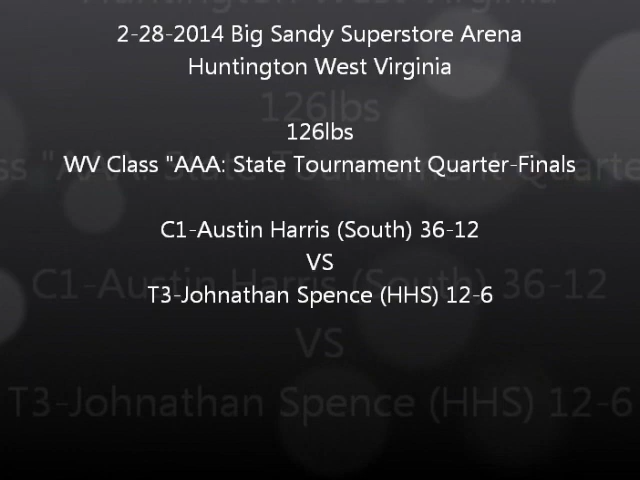 2-28-2014 Big Sandy Superstore Arena
Huntington West Virginia
126lbs
WV Class "AAA: State Tournament Quarter-Finals
C1-Austin Harris (South) 36-12
VS
T3-Johnathan Spence (HHS) 12-6